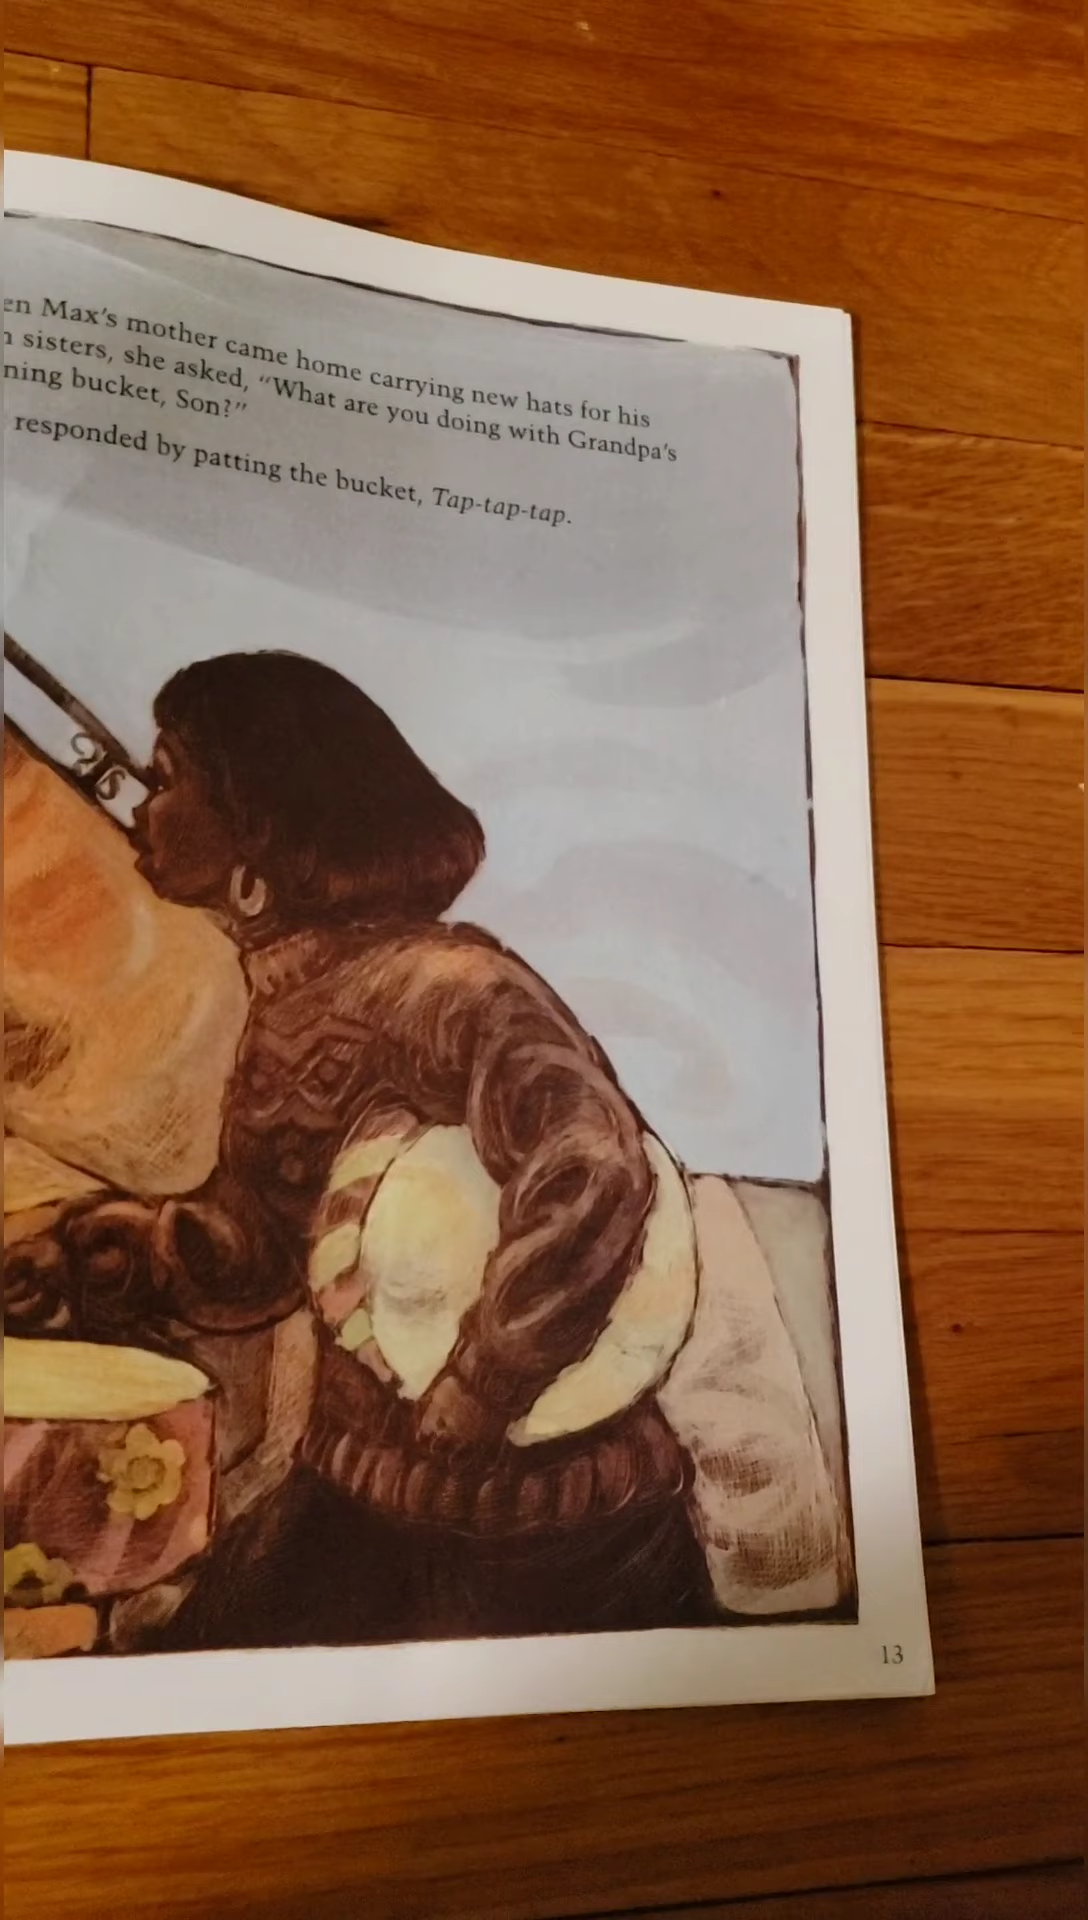 en Max's mother came home carrying new hats for his
sisters, she asked, "What are you doing with Grandpa's
ning bucket, Son?"
responded by patting the bucket, Tap-tap-tap.
13